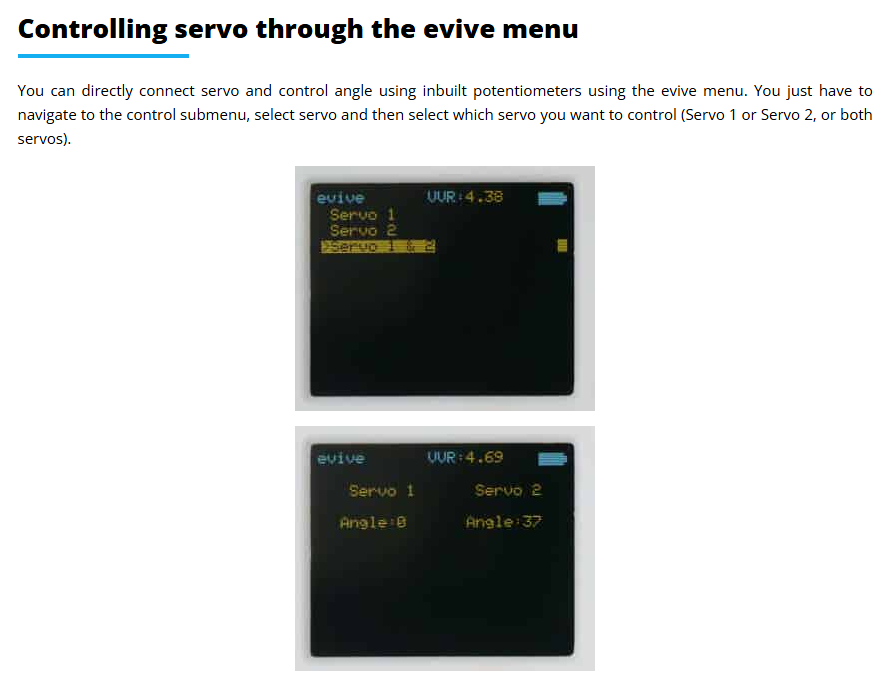 Controlling servo through the evive menu
You can directly connect servo and control angle using inbuilt potentiometers using the evive menu. You just have to
navigate to the control submenu, select servo and then select which servo you want to control (Servo 1 or Servo 2, or both
servos).
evive VVR:4.38
Servo 1
Servo 2
>Servo 1 & 2
evive VVR:4.69
Servo 1 Servo 2
Angle:0 Angle:37